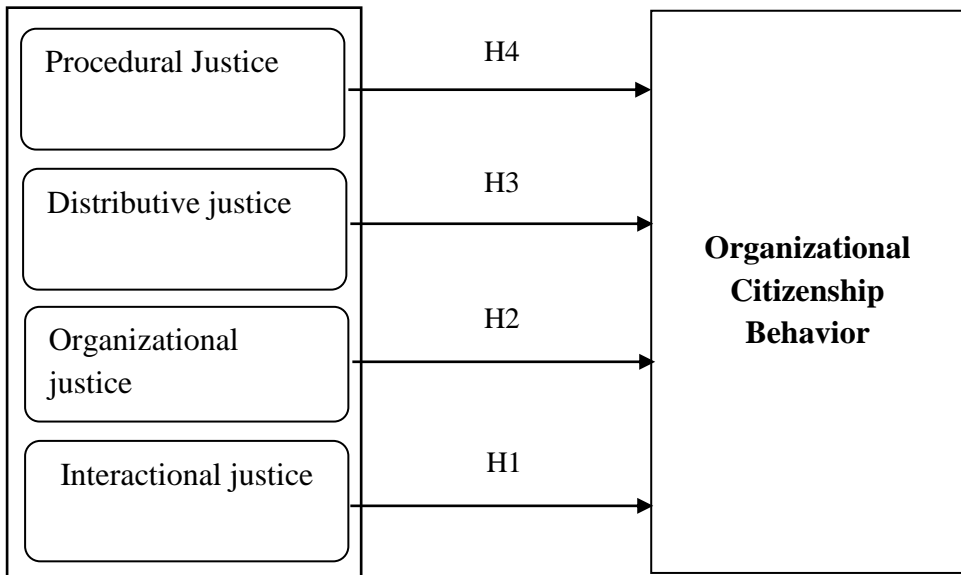 Procedural Justice
H4
Distributive justice
H3
Organizational
justice
H2
Interactional justice
H1
Organizational
Citizenship
Behavior